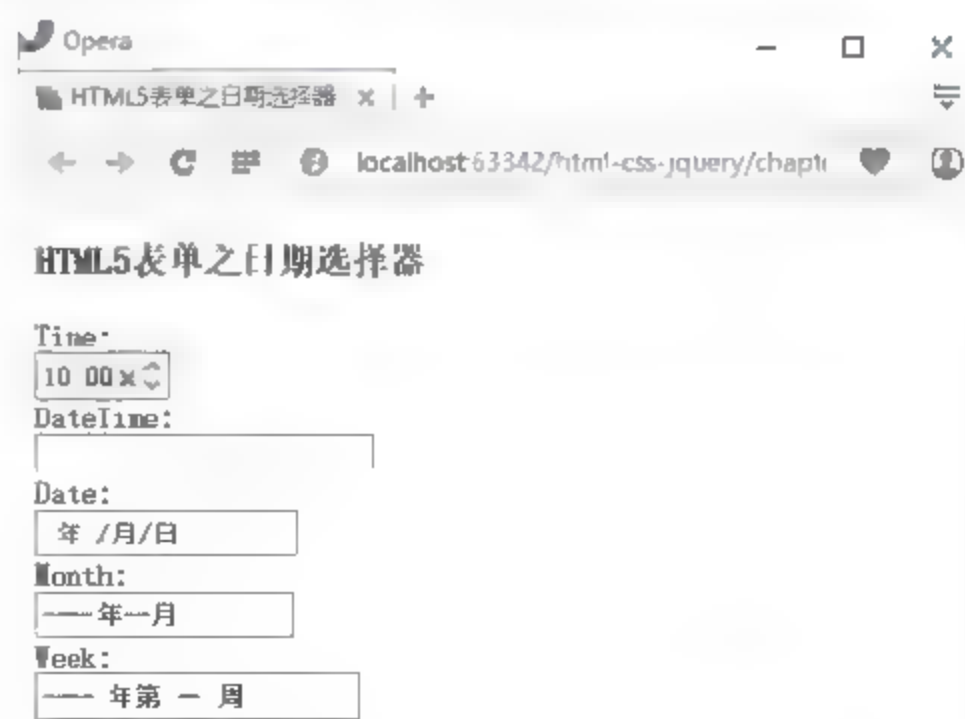 Opera
HTML5表单之日期选择器
localhost:63342/html-css-jquery/chapt
HTML5表单之日期选择器
Time:
10 00
DateTime:
Date:
年 /月/日
Month:
---- 年--月
Week:
---- 年第 -- 周